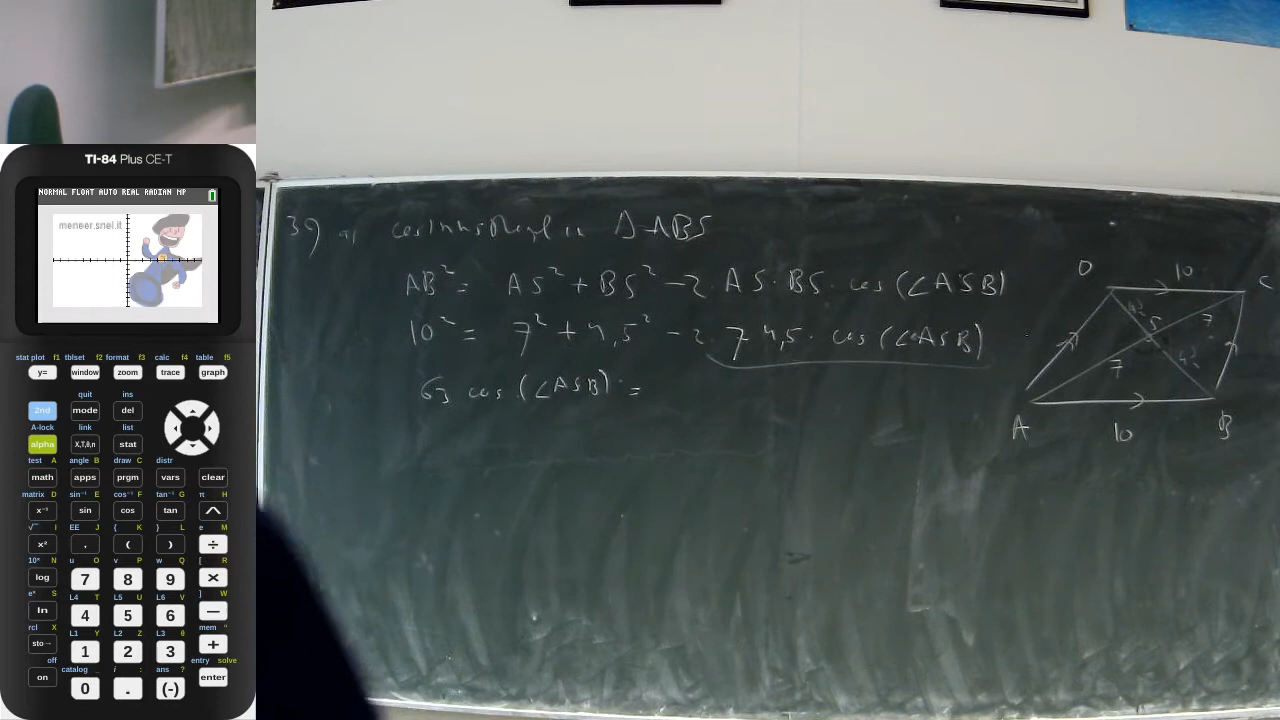 TI-84 Plus CE-T
NORMAL FLOAT AUTO REAL RADIAN MP
meneer.snel.it
stat plot f1 tblset f2 format f3 calc f4 table f5
y= window zoom trace graph
quit ins
2nd mode del
A-lock link list
alpha X,T,θ,n stat
test A angle B draw C distr
math apps prgm vars clear
matrix D sin⁻¹ E cos⁻¹ F tan⁻¹ G π H
x⁻¹ sin cos tan ^
√ I EE J { K } L e M
x² , ( ) ÷
10ˣ N u O v P w Q [ R
log 7 8 9 ×
eˣ S L4 T L5 U L6 V ] W
ln 4 5 6 −
rcl X L1 Y L2 Z L3 θ mem "
sto→ 1 2 3 +
off catalog _ i : ans ? entry solve
on 0 . (-) enter
39 a) cosinusregel in Δ ABS
AB² = AS² + BS² − 2·AS·BS·cos(∠ASB)
10² = 7² + 4,5² − 2·7·4,5·cos(∠ASB)
63 cos(∠ASB) =
D 10 C
4½ S 7
7 4½
A 10 B